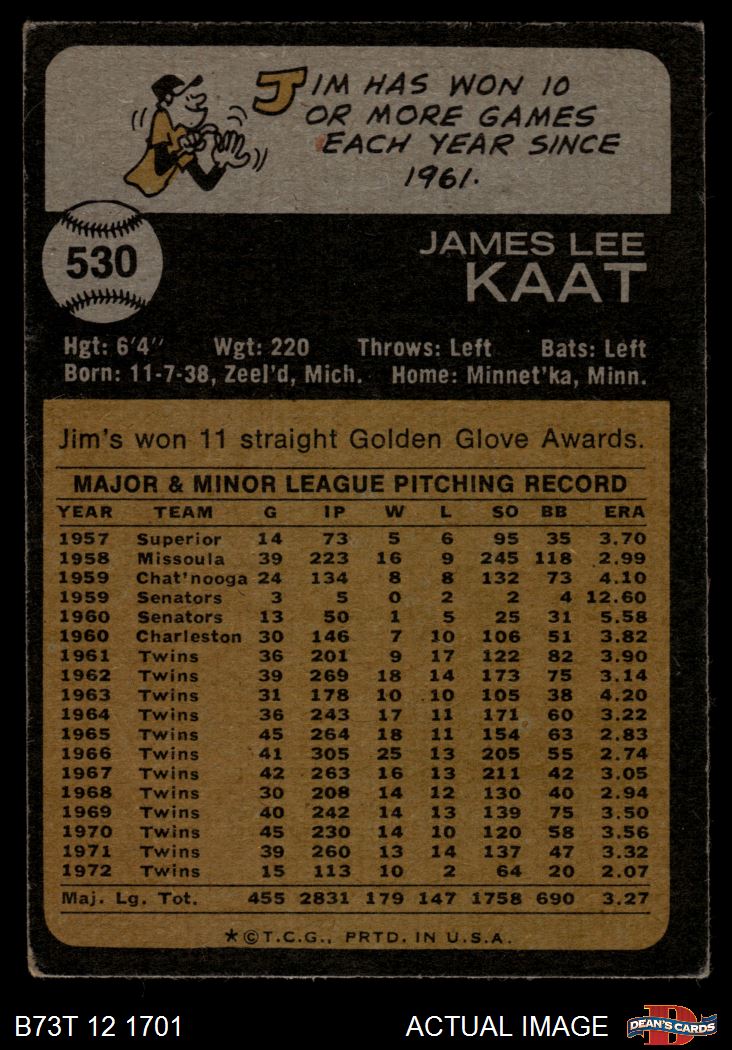 JIM HAS WON 10
OR MORE GAMES
EACH YEAR SINCE
1961.
530
JAMES LEE
KAAT
Hgt: 6'4" Wgt: 220 Throws: Left Bats: Left
Born: 11-7-38, Zeel'd, Mich. Home: Minnet'ka, Minn.
Jim's won 11 straight Golden Glove Awards.
MAJOR & MINOR LEAGUE PITCHING RECORD
YEAR TEAM G IP W L SO BB ERA
1957 Superior 14 73 5 6 95 35 3.70
1958 Missoula 39 223 16 9 245 118 2.99
1959 Chat'nooga 24 134 8 8 132 73 4.10
1959 Senators 3 5 0 2 2 4 12.60
1960 Senators 13 50 1 5 25 31 5.58
1960 Charleston 30 146 7 10 106 51 3.82
1961 Twins 36 201 9 17 122 82 3.90
1962 Twins 39 269 18 14 173 75 3.14
1963 Twins 31 178 10 10 105 38 4.20
1964 Twins 36 243 17 11 171 60 3.22
1965 Twins 45 264 18 11 154 63 2.83
1966 Twins 41 305 25 13 205 55 2.74
1967 Twins 42 263 16 13 211 42 3.05
1968 Twins 30 208 14 12 130 40 2.94
1969 Twins 40 242 14 13 139 75 3.50
1970 Twins 45 230 14 10 120 58 3.56
1971 Twins 39 260 13 14 137 47 3.32
1972 Twins 15 113 10 2 64 20 2.07
Maj. Lg. Tot. 455 2831 179 147 1758 690 3.27
★©T.C.G., PRTD. IN U.S.A.
B73T 12 1701 ACTUAL IMAGE D DEAN'S CARDS